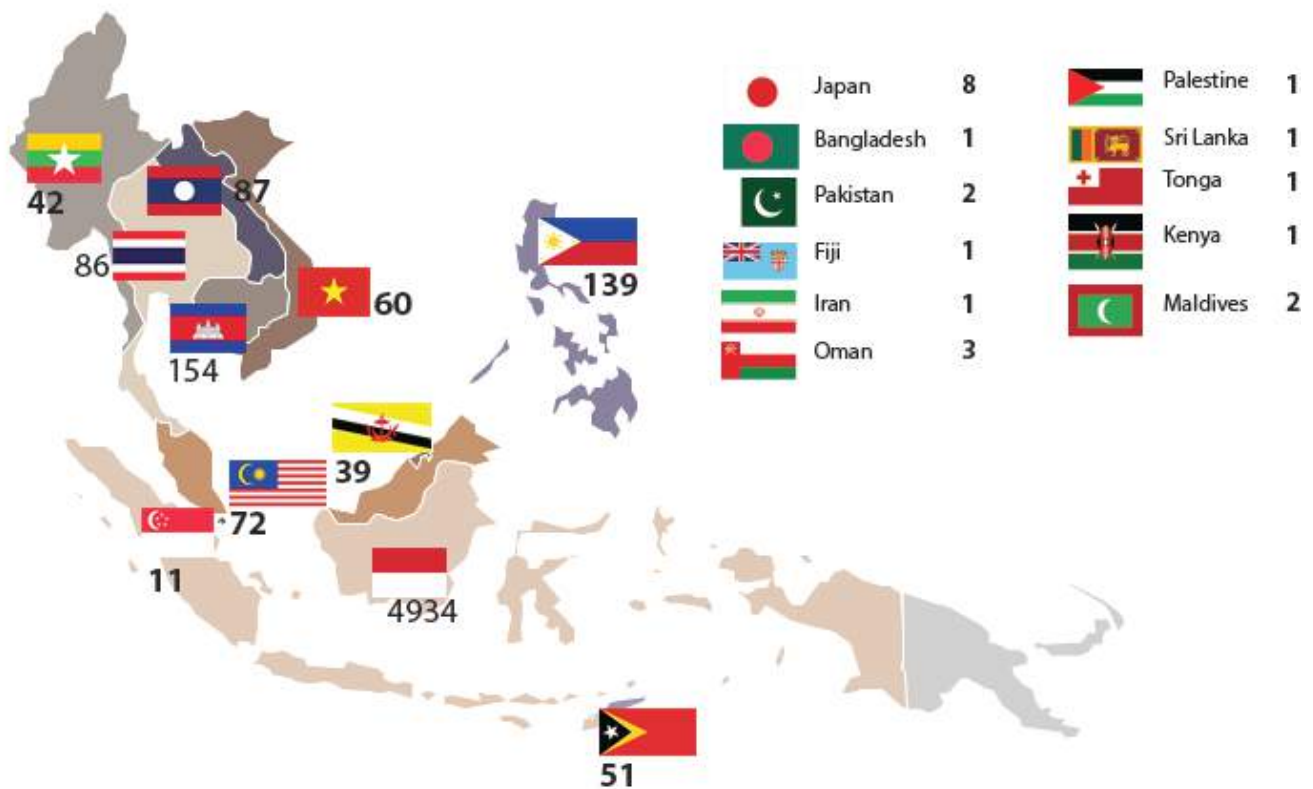 42
87
86
154
60
139
39
72
11
4934
51
Japan 8
Bangladesh 1
Pakistan 2
Fiji 1
Iran 1
Oman 3
Palestine 1
Sri Lanka 1
Tonga 1
Kenya 1
Maldives 2